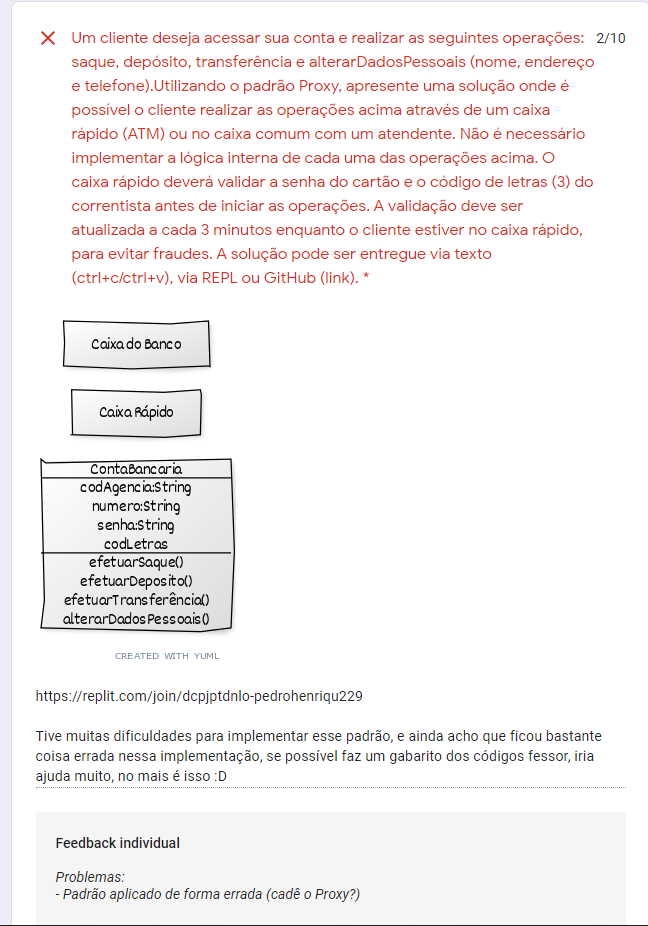 Um cliente deseja acessar sua conta e realizar as seguintes operações: 2/10
saque, depósito, transferência e alterarDadosPessoais (nome, endereço
e telefone).Utilizando o padrão Proxy, apresente uma solução onde é
possível o cliente realizar as operações acima através de um caixa
rápido (ATM) ou no caixa comum com um atendente. Não é necessário
implementar a lógica interna de cada uma das operações acima. O
caixa rápido deverá validar a senha do cartão e o código de letras (3) do
correntista antes de iniciar as operações. A validação deve ser
atualizada a cada 3 minutos enquanto o cliente estiver no caixa rápido,
para evitar fraudes. A solução pode ser entregue via texto
(ctrl+c/ctrl+v), via REPL ou GitHub (link). *
Caixa do Banco
Caixa Rápido
ContaBancaria
codAgencia:String
numero:String
senha:String
codLetras
efetuarSaque()
efetuarDeposito()
efetuarTransferência()
alterarDadosPessoais()
CREATED WITH YUML
https://replit.com/join/dcpjptdnlo-pedrohenriqu229
Tive muitas dificuldades para implementar esse padrão, e ainda acho que ficou bastante
coisa errada nessa implementação, se possível faz um gabarito dos códigos fessor, iria
ajuda muito, no mais é isso :D
Feedback individual
Problemas:
- Padrão aplicado de forma errada (cadê o Proxy?)